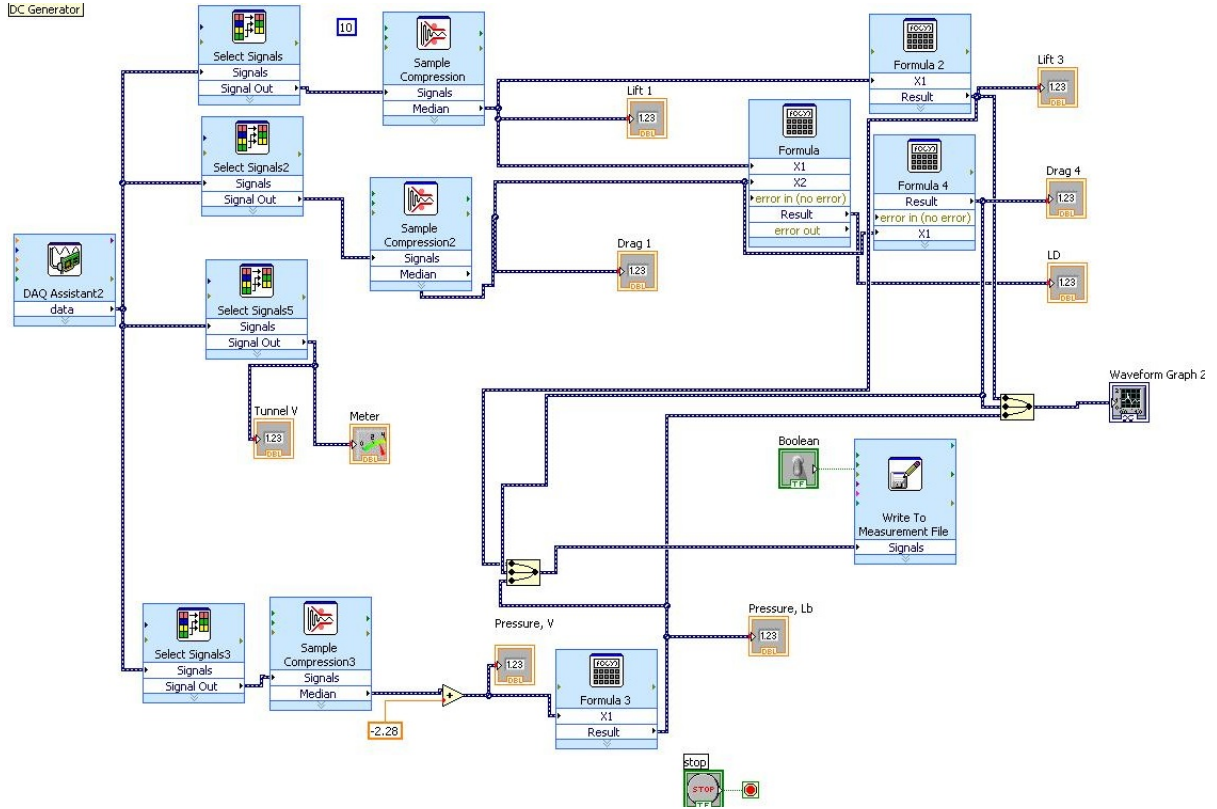 DC Generator
Select Signals
Signals
Signal Out
10
Sample
Compression
Signals
Median
Formula 2
X1
Result
Lift 3
1.23
DBL
Lift 1
1.23
DBL
Select Signals2
Signals
Signal Out
Sample
Compression2
Signals
Median
Formula
X1
X2
error in (no error)
Result
error out
Formula 4
Result
error in (no error)
X1
Drag 4
1.23
DBL
Drag 1
1.23
DBL
LD
1.23
DBL
DAQ Assistant2
data
Select Signals5
Signals
Signal Out
Tunnel V
1.23
DBL
Meter
DBL
Waveform Graph 2
Boolean
TF
Write To
Measurement File
Signals
Select Signals3
Signals
Signal Out
Sample
Compression3
Signals
Median
-2.28
Pressure, V
1.23
DBL
Formula 3
X1
Result
Pressure, Lb
1.23
DBL
stop
STOP
TF